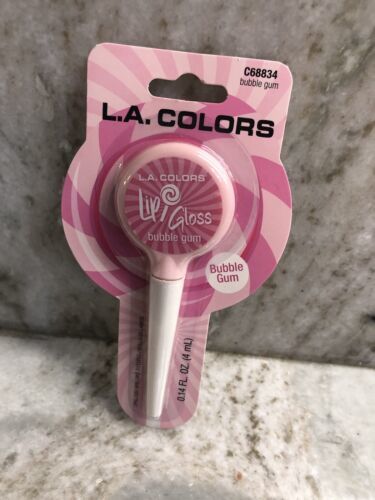 C68834
bubble gum
L.A. COLORS
L.A. COLORS
Lip Gloss
bubble gum
Bubble
Gum
0.14 FL. OZ. (4 mL)